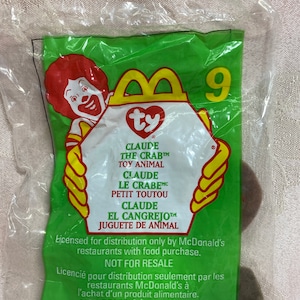 9
ty
CLAUDE
THE CRAB™
TOY ANIMAL
CLAUDE
LE CRABE™
PETIT TOUTOU
CLAUDE
EL CANGREJO™
JUGUETE DE ANIMAL
Licensed for distribution only by McDonald's
restaurants with food purchase.
NOT FOR RESALE
Licencié pour distribution seulement par les
restaurants McDonald's à
l'achat d'un produit alimentaire.